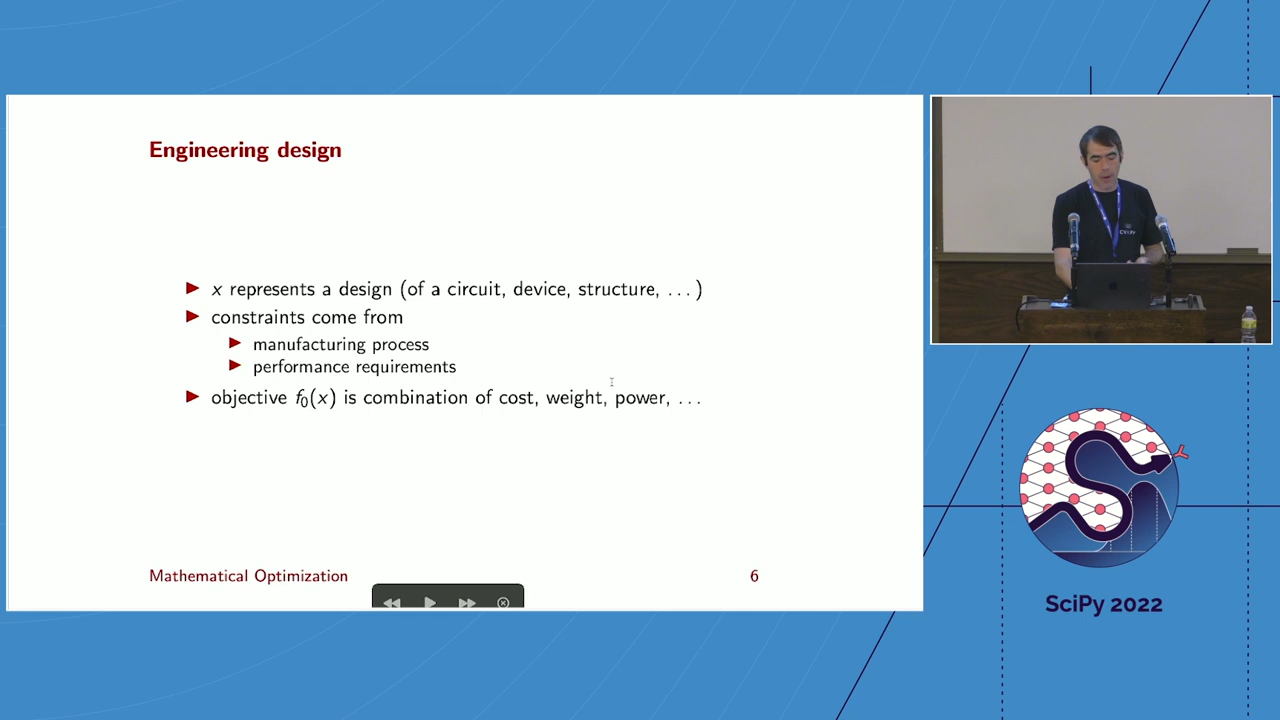 Engineering design
▶ x represents a design (of a circuit, device, structure, ...)
▶ constraints come from
▶ manufacturing process
▶ performance requirements
▶ objective f₀(x) is combination of cost, weight, power, ...
Mathematical Optimization
6
CVXPY
SciPy 2022